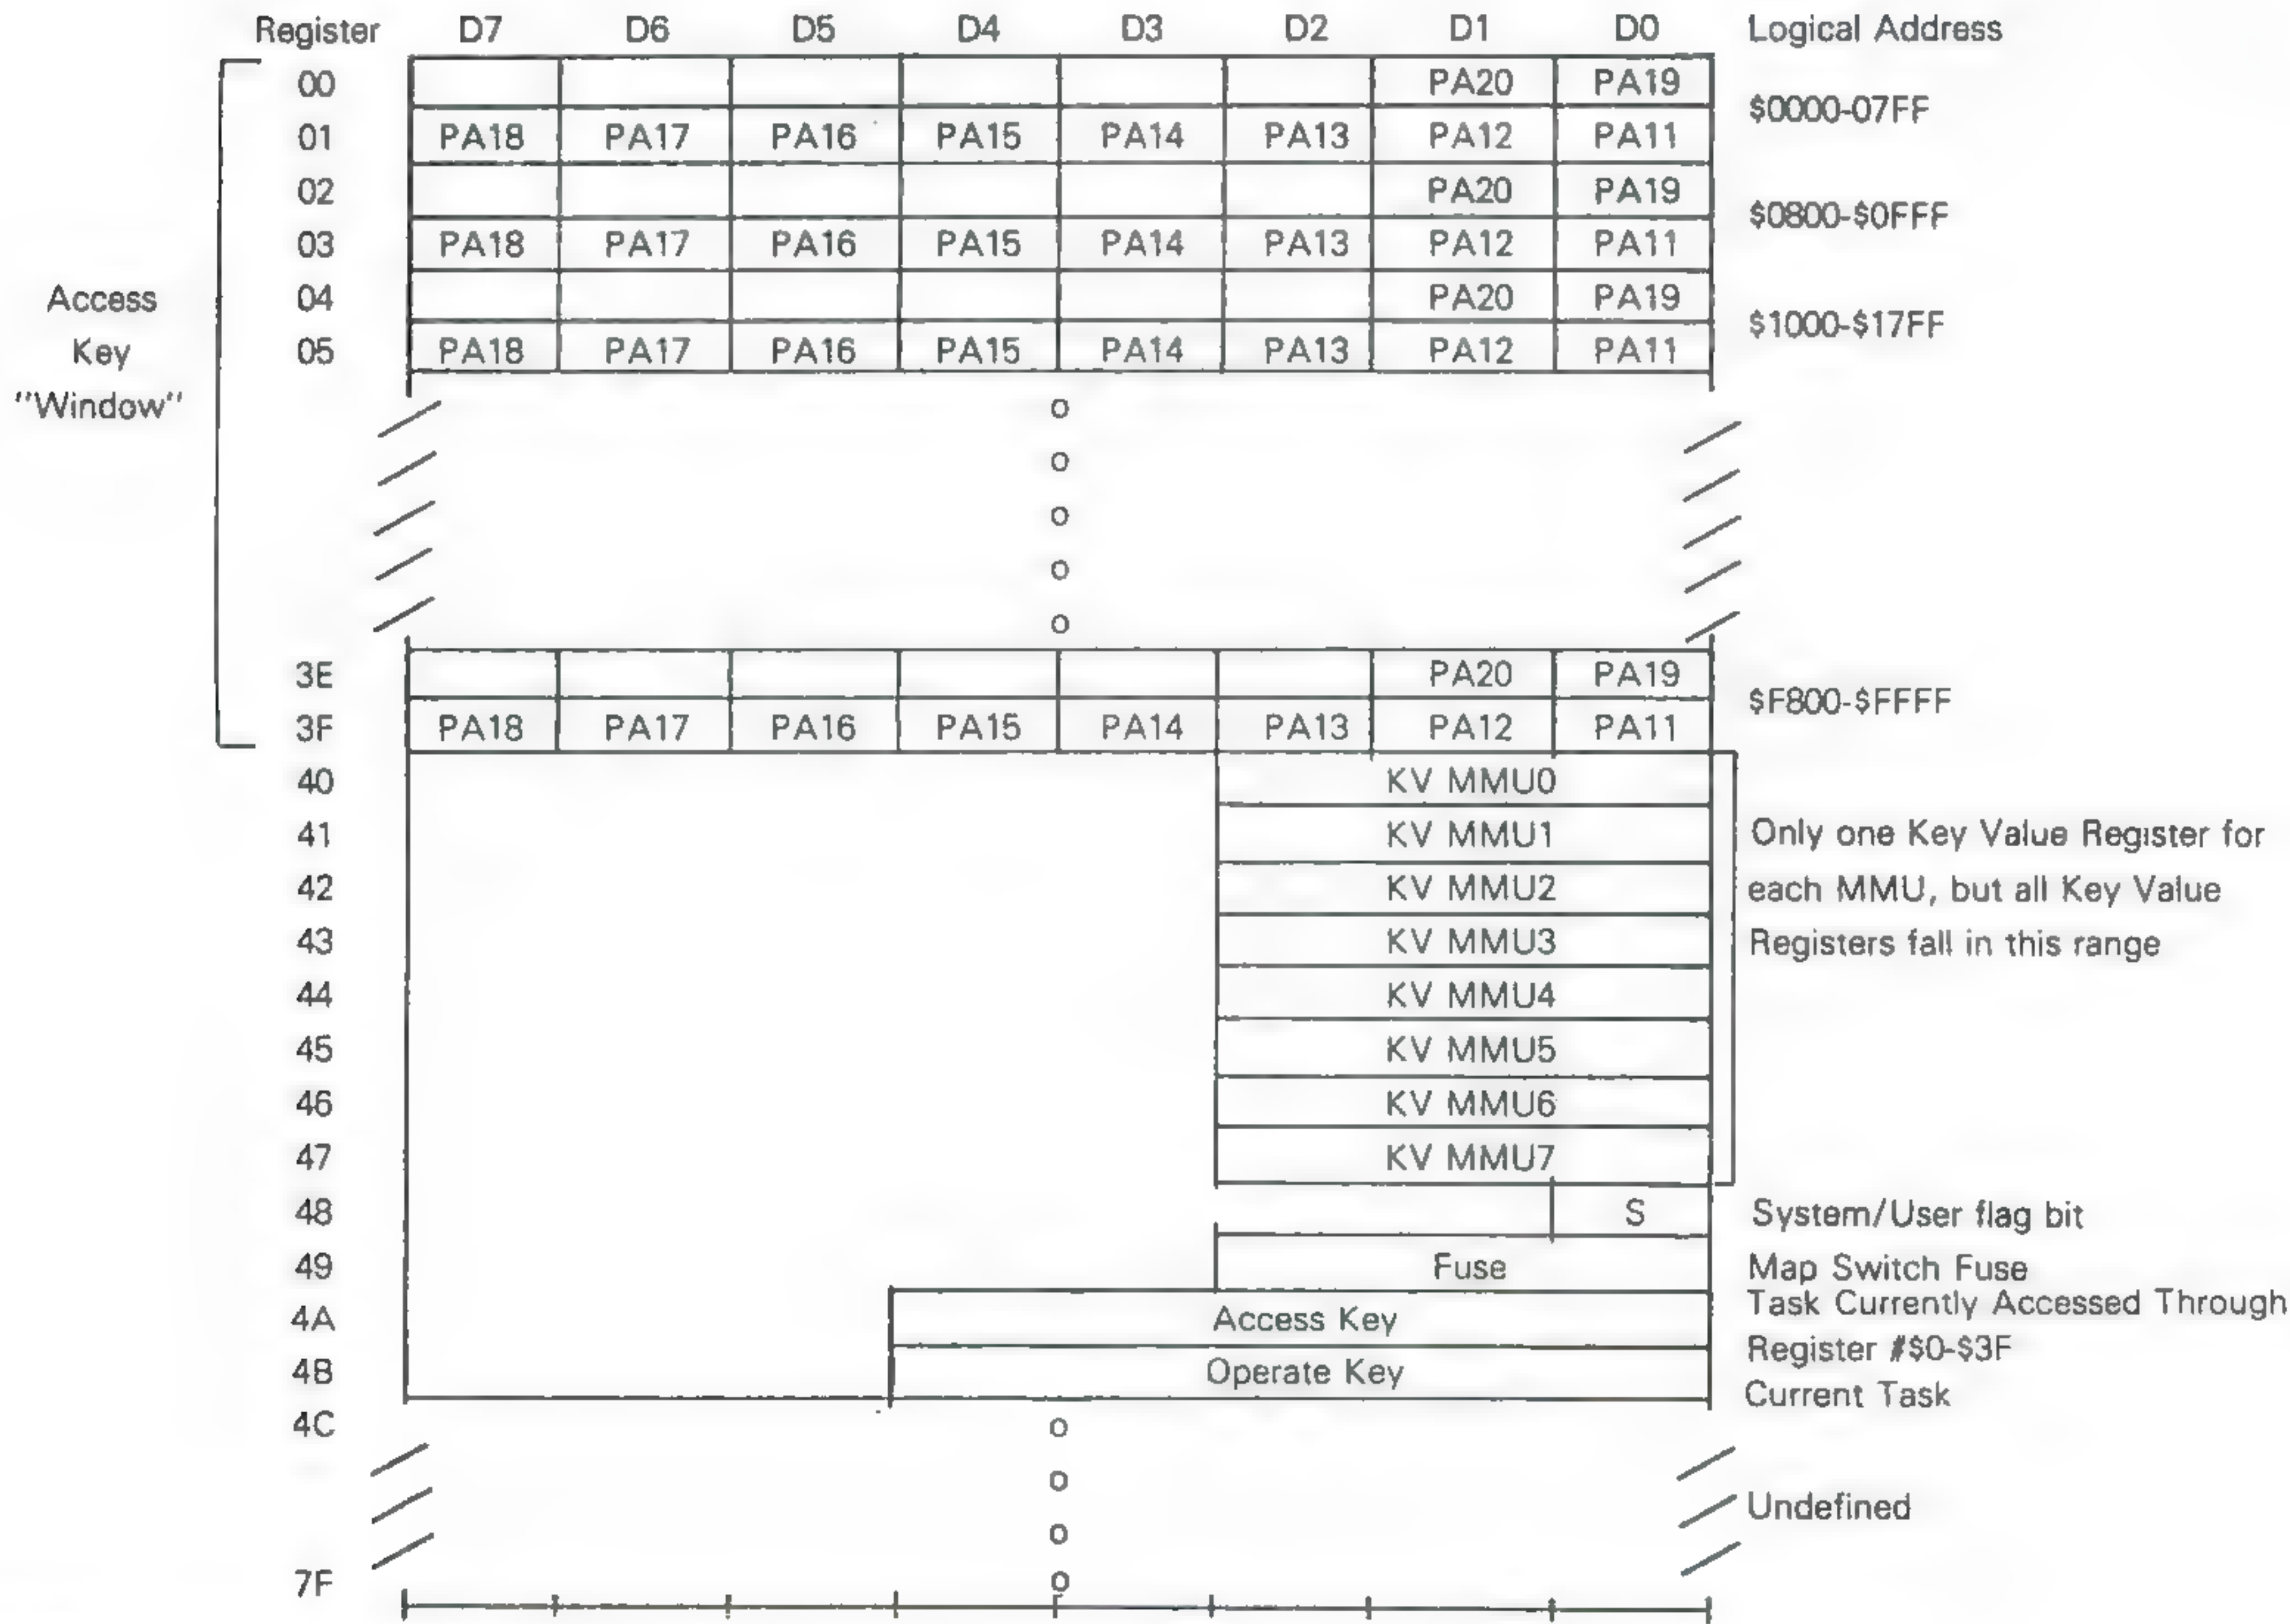 Register D7 D6 D5 D4 D3 D2 D1 D0 Logical Address
00 PA20 PA19
$0000-07FF
01 PA18 PA17 PA16 PA15 PA14 PA13 PA12 PA11
02 PA20 PA19
$0800-$0FFF
03 PA18 PA17 PA16 PA15 PA14 PA13 PA12 PA11
Access
Key
"Window"
04 PA20 PA19
$1000-$17FF
05 PA18 PA17 PA16 PA15 PA14 PA13 PA12 PA11
o
o
o
o
o
3E PA20 PA19
$F800-$FFFF
3F PA18 PA17 PA16 PA15 PA14 PA13 PA12 PA11
40 KV MMU0
41 KV MMU1
42 KV MMU2
43 KV MMU3
44 KV MMU4
45 KV MMU5
46 KV MMU6
47 KV MMU7
Only one Key Value Register for
each MMU, but all Key Value
Registers fall in this range
48 S System/User flag bit
49 Fuse Map Switch Fuse
4A Access Key Task Currently Accessed Through
Register #$0-$3F
4B Operate Key Current Task
4C o
o
Undefined
o
7F o